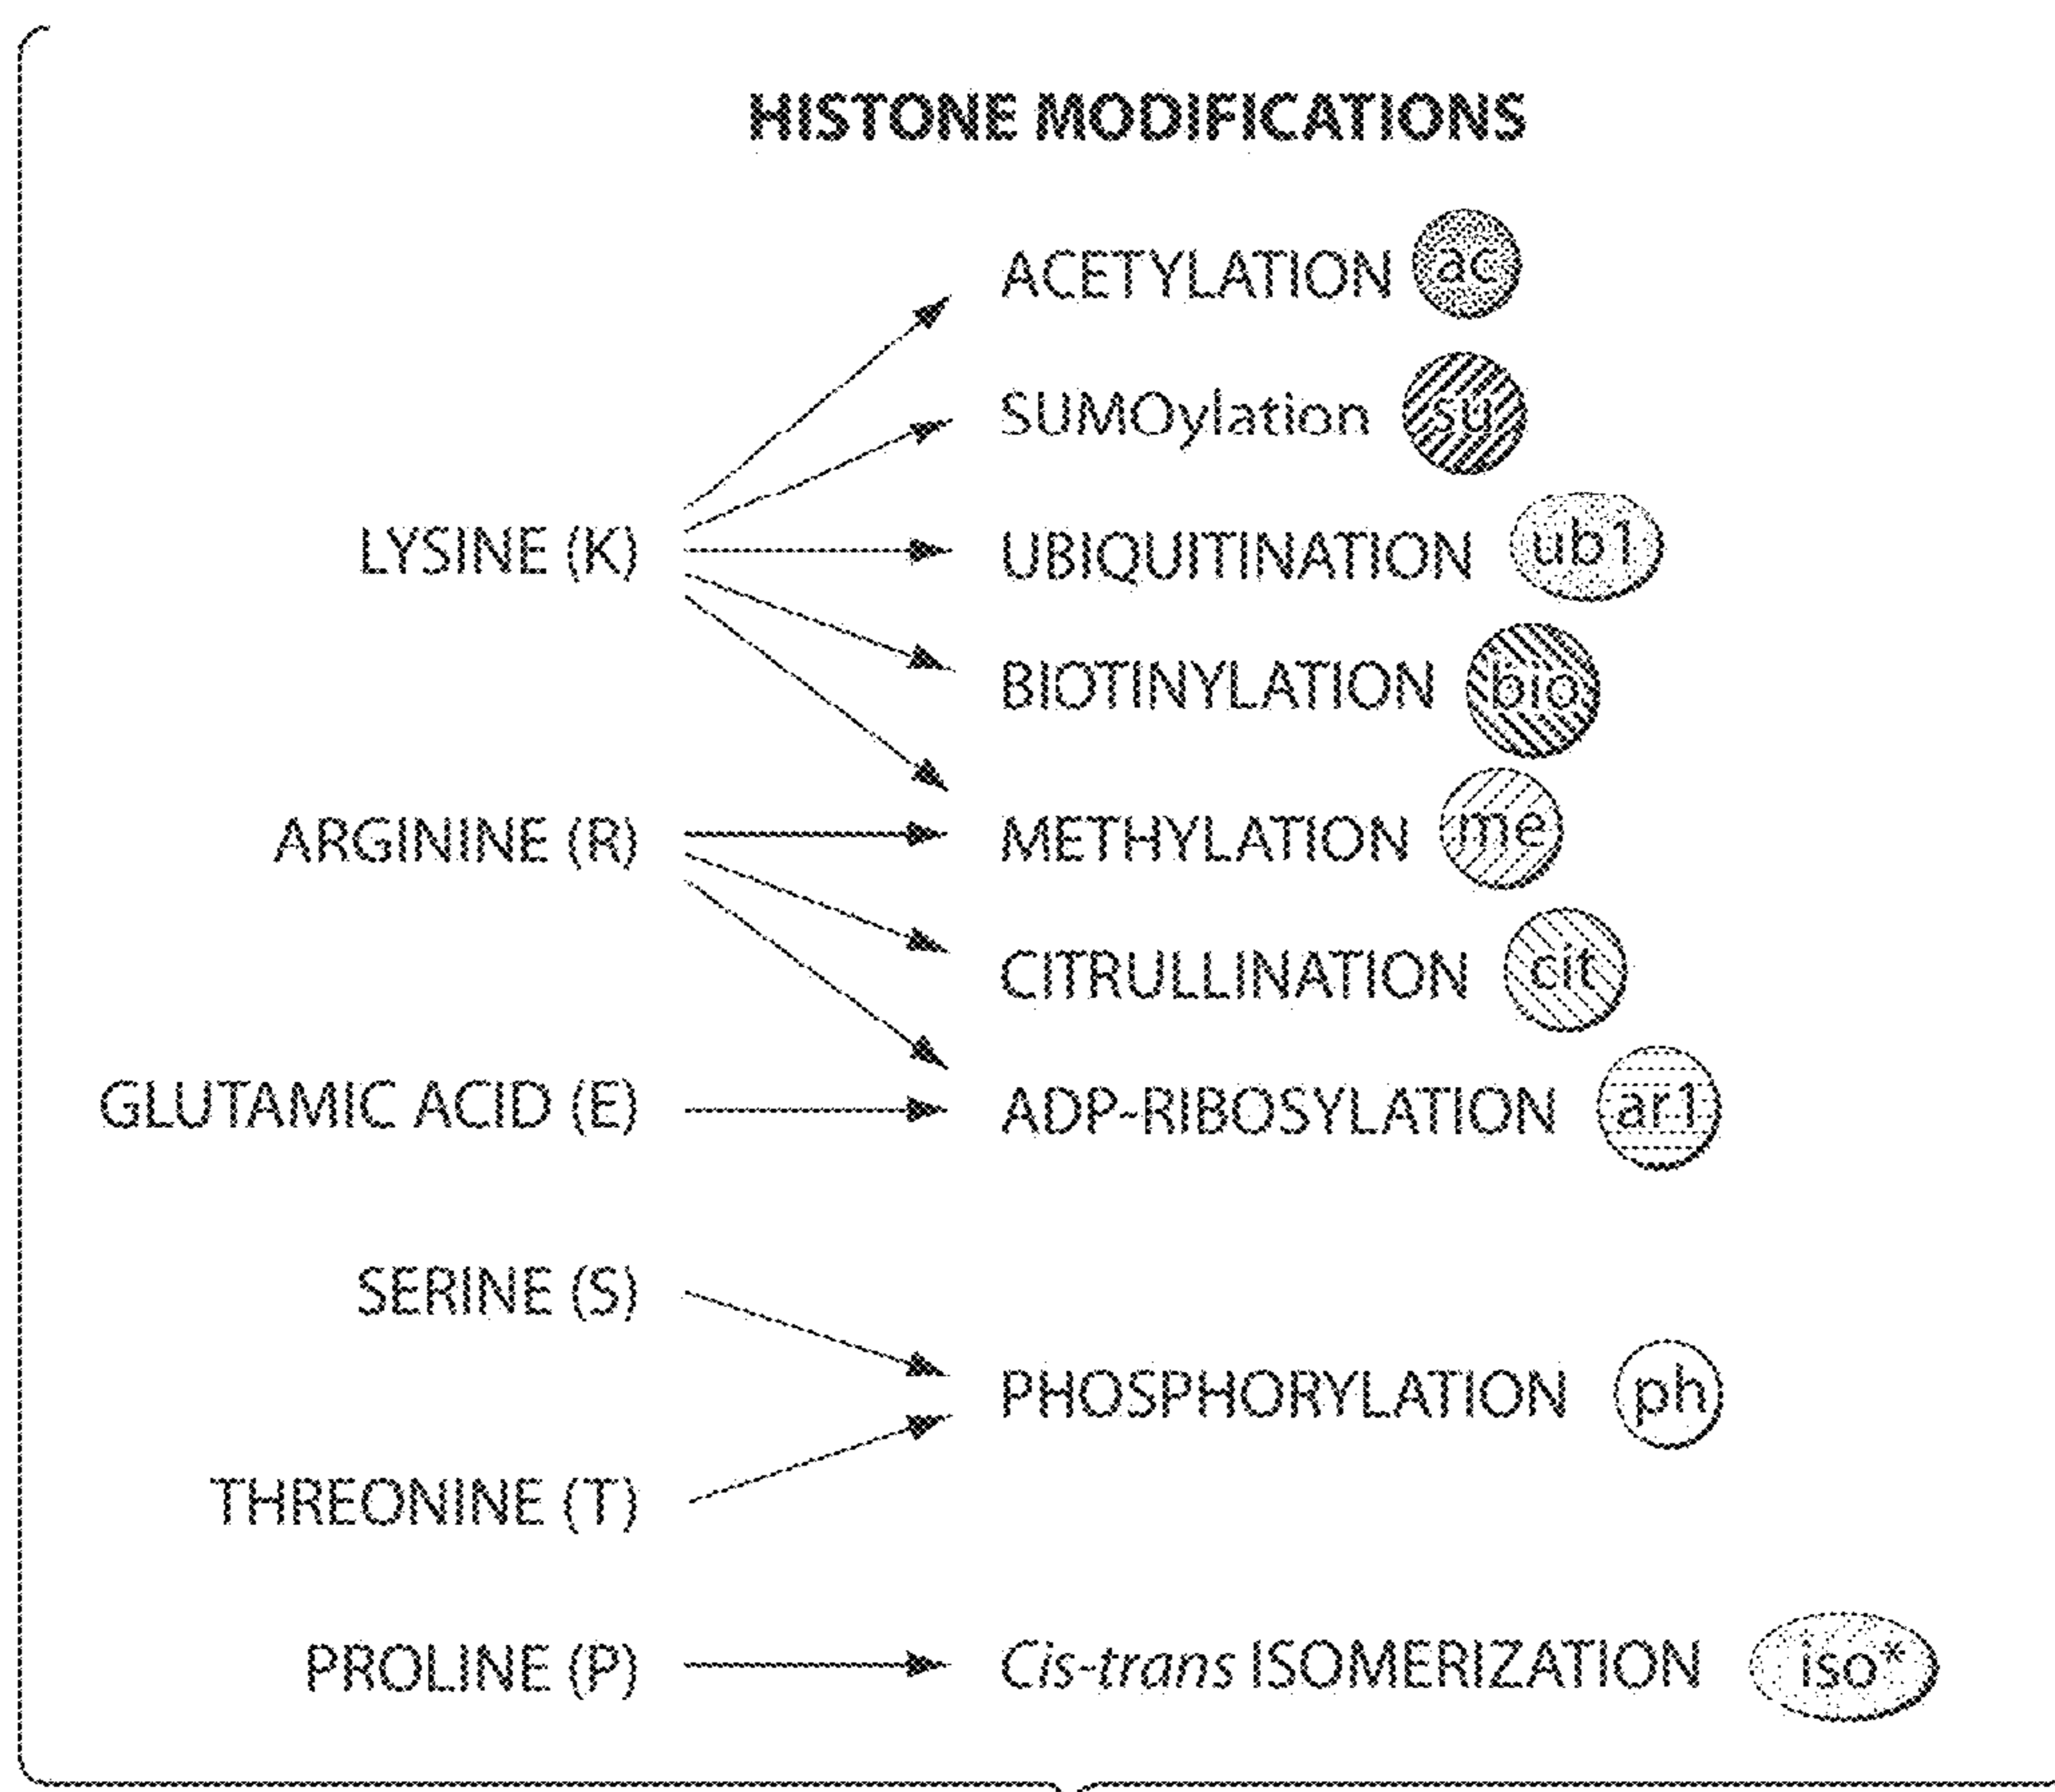 HISTONE MODIFICATIONS
ACETYLATION ac
SUMOylation su
LYSINE (K) UBIQUITINATION ub1
BIOTINYLATION bio
ARGININE (R) METHYLATION me
CITRULLINATION cit
GLUTAMIC ACID (E) ADP-RIBOSYLATION ar1
SERINE (S)
PHOSPHORYLATION ph
THREONINE (T)
PROLINE (P) Cis-trans ISOMERIZATION iso*